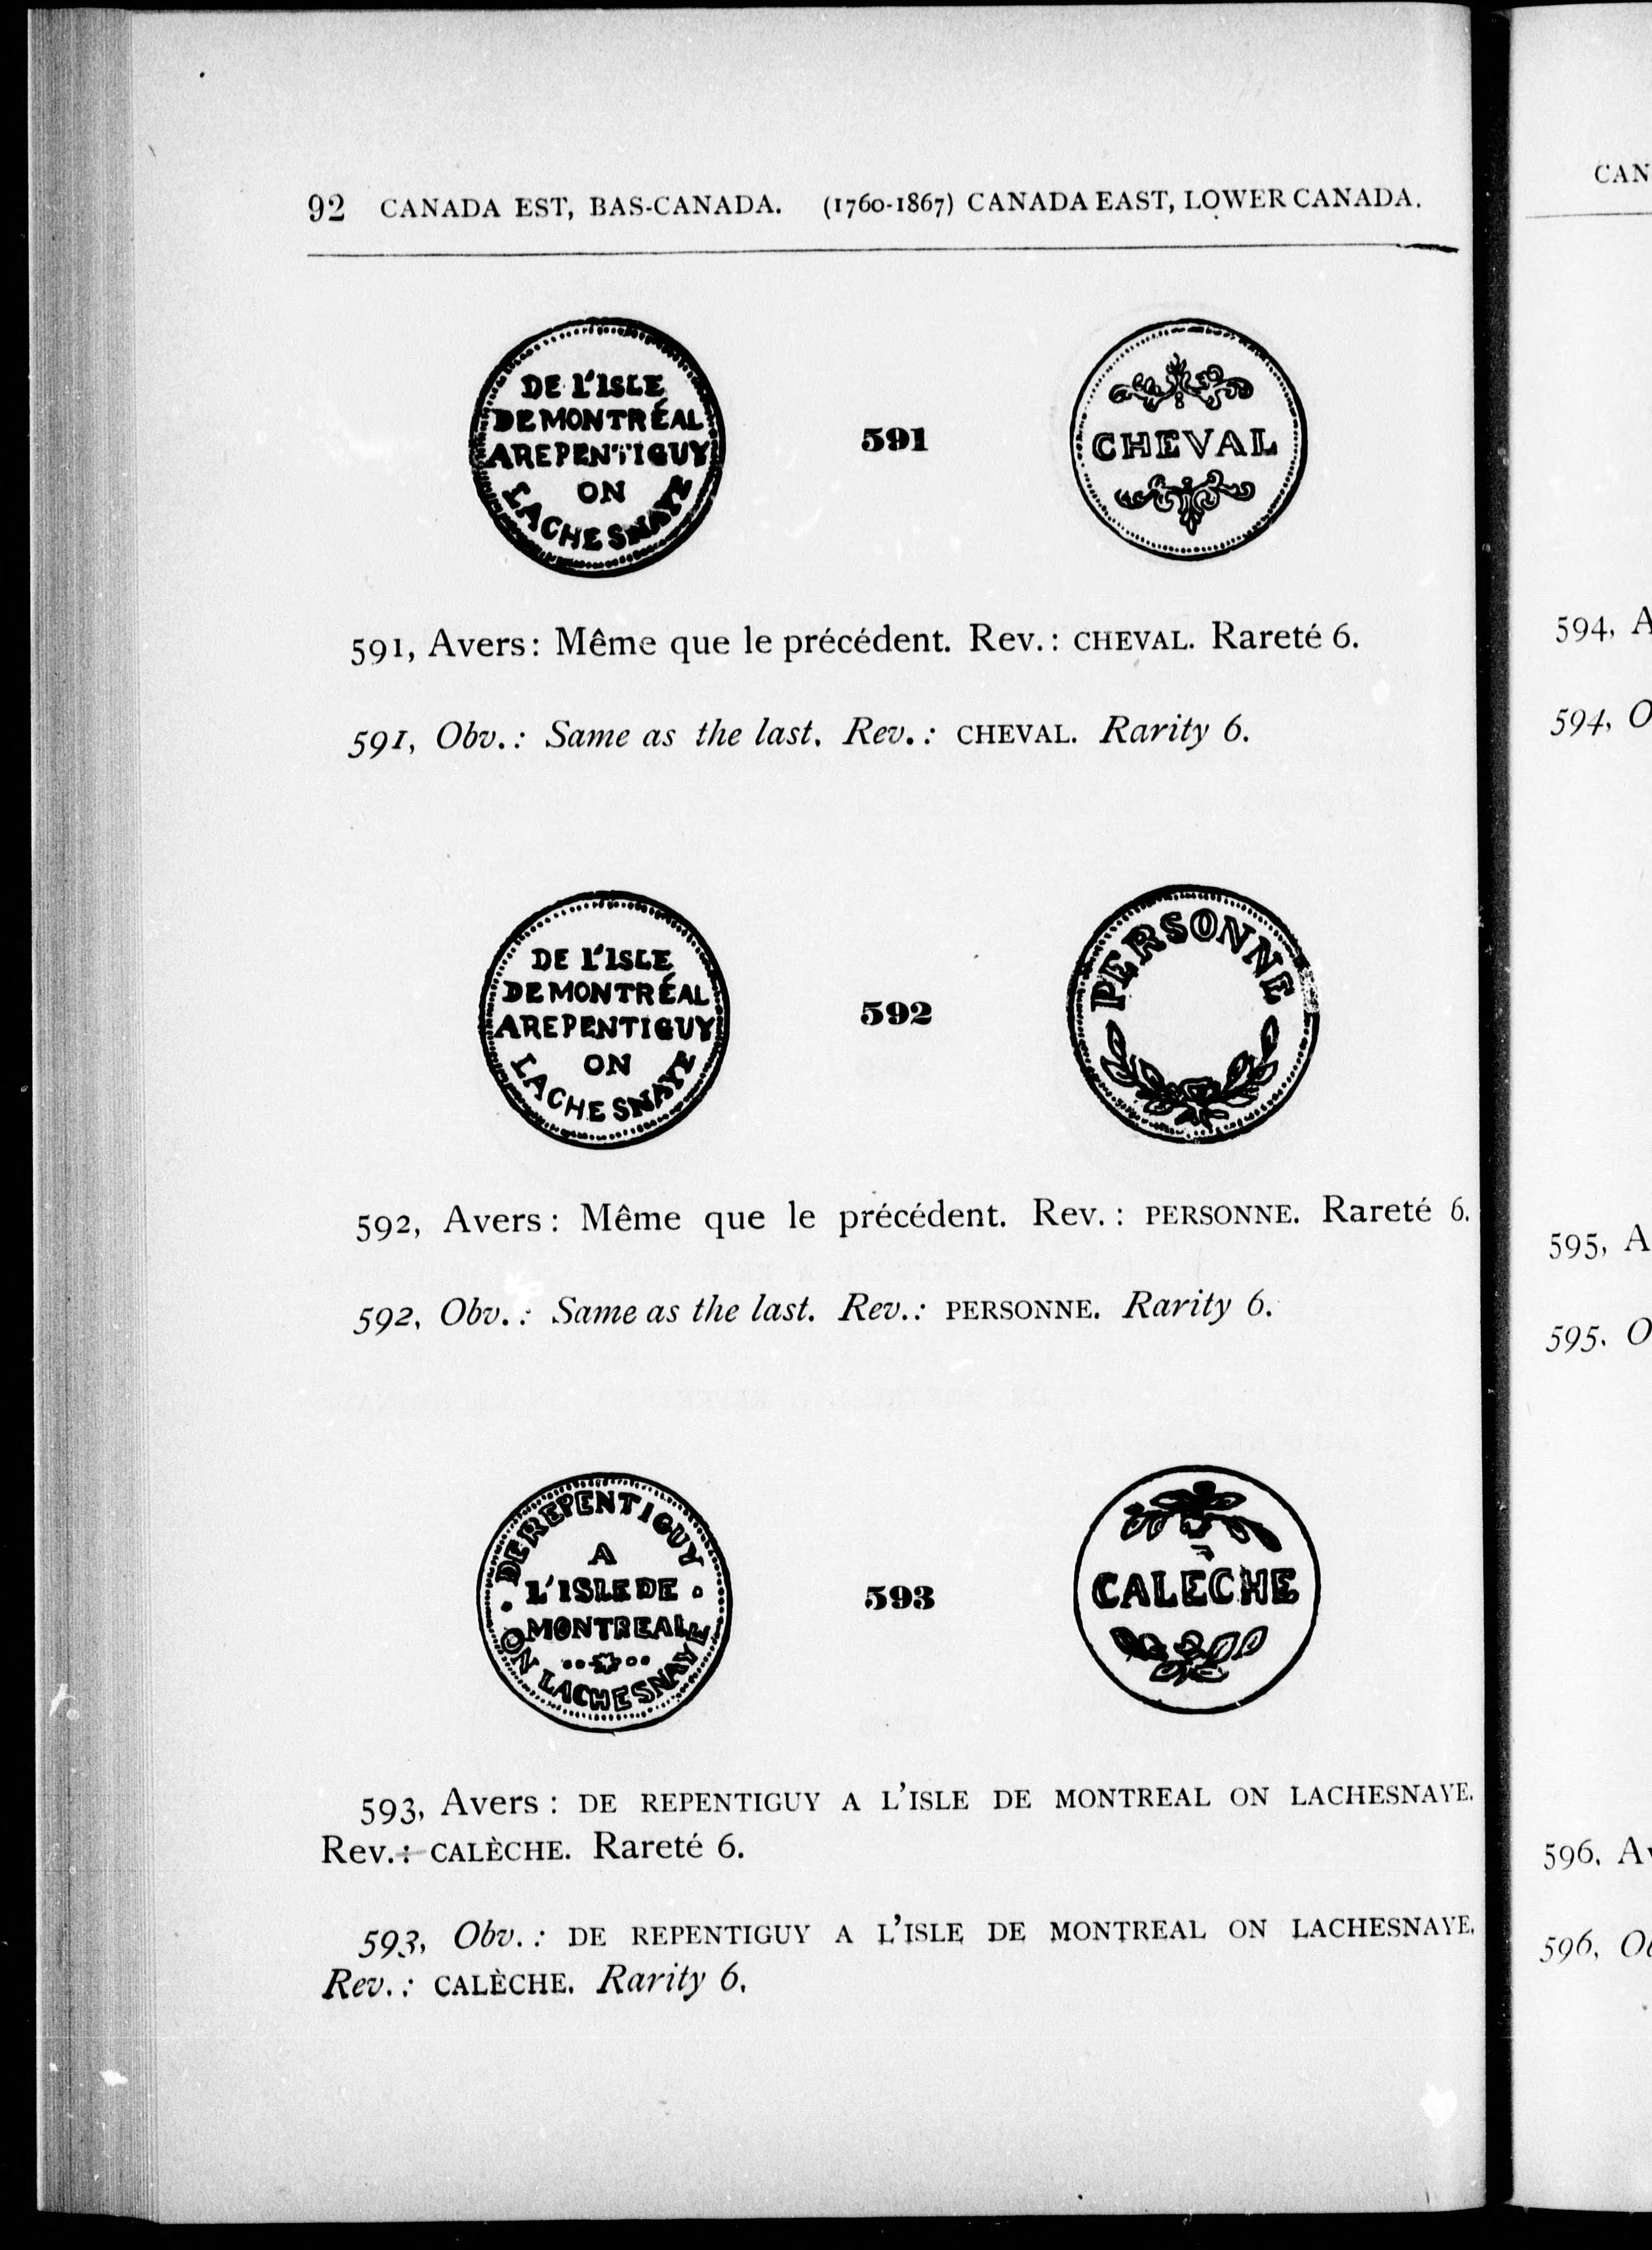 92 CANADA EST, BAS-CANADA. (1760-1867) CANADA EAST, LOWER CANADA.
DE L'ISLE
DE MONTRÉAL
A REPENTIGUY
ON
LACHESNAYE
591
CHEVAL
591, Avers: Même que le précédent. Rev.: CHEVAL. Rareté 6.
591, Obv.: Same as the last. Rev.: CHEVAL. Rarity 6.
DE L'ISLE
DE MONTRÉAL
A REPENTIGUY
ON
LACHESNAYE
592
PERSONNE
592, Avers: Même que le précédent. Rev.: PERSONNE. Rareté 6.
592, Obv.: Same as the last. Rev.: PERSONNE. Rarity 6.
DE REPENTIGUY
A
L'ISLE DE
MONTREAL
ON LACHESNAYE
593
CALÈCHE
593, Avers: DE REPENTIGUY A L'ISLE DE MONTREAL ON LACHESNAYE.
Rev.: CALÈCHE. Rareté 6.
593, Obv.: DE REPENTIGUY A L'ISLE DE MONTREAL ON LACHESNAYE.
Rev.: CALÈCHE. Rarity 6.
CAN
594, A
594, O
595, A
595, O
596, Av
596, O